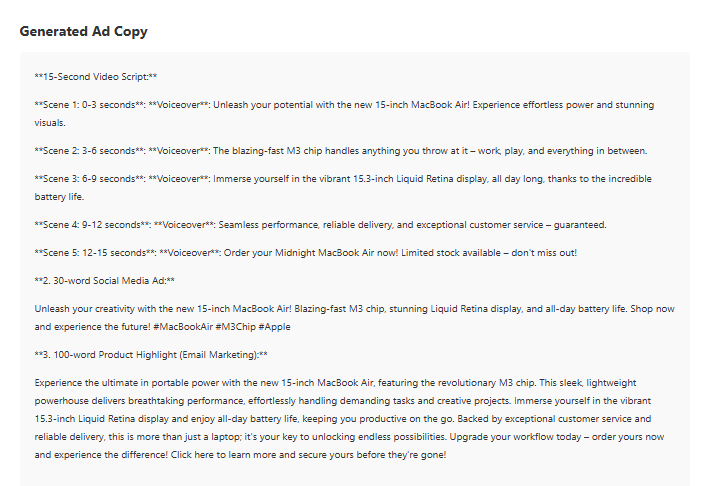 Generated Ad Copy
**15-Second Video Script:**
**Scene 1: 0-3 seconds**: **Voiceover**: Unleash your potential with the new 15-inch MacBook Air! Experience effortless power and stunning
visuals.
**Scene 2: 3-6 seconds**: **Voiceover**: The blazing-fast M3 chip handles anything you throw at it – work, play, and everything in between.
**Scene 3: 6-9 seconds**: **Voiceover**: Immerse yourself in the vibrant 15.3-inch Liquid Retina display, all day long, thanks to the incredible
battery life.
**Scene 4: 9-12 seconds**: **Voiceover**: Seamless performance, reliable delivery, and exceptional customer service – guaranteed.
**Scene 5: 12-15 seconds**: **Voiceover**: Order your Midnight MacBook Air now! Limited stock available – don't miss out!
**2. 30-word Social Media Ad:**
Unleash your creativity with the new 15-inch MacBook Air! Blazing-fast M3 chip, stunning Liquid Retina display, and all-day battery life. Shop now
and experience the future! #MacBookAir #M3Chip #Apple
**3. 100-word Product Highlight (Email Marketing):**
Experience the ultimate in portable power with the new 15-inch MacBook Air, featuring the revolutionary M3 chip. This sleek, lightweight
powerhouse delivers breathtaking performance, effortlessly handling demanding tasks and creative projects. Immerse yourself in the vibrant
15.3-inch Liquid Retina display and enjoy all-day battery life, keeping you productive on the go. Backed by exceptional customer service and
reliable delivery, this is more than just a laptop; it's your key to unlocking endless possibilities. Upgrade your workflow today – order yours now
and experience the difference! Click here to learn more and secure yours before they're gone!